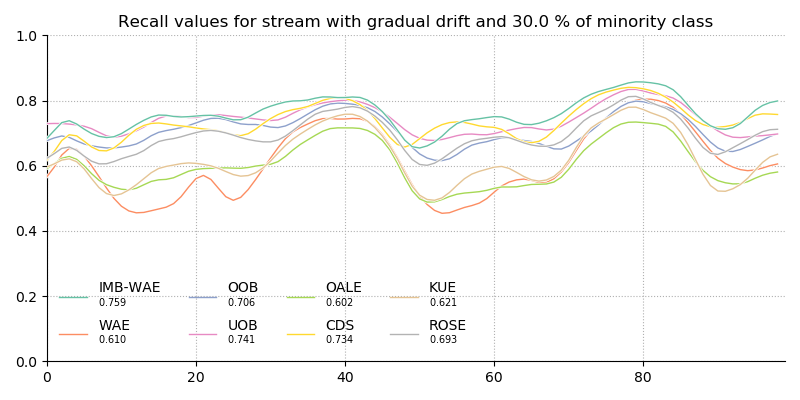 Recall values for stream with gradual drift and 30.0 % of minority class
1.0
0.8
0.6
0.4
0.2
0.0
IMB-WAE OOB OALE KUE
0.759 0.706 0.602 0.621
WAE UOB CDS ROSE
0.610 0.741 0.734 0.693
0 20 40 60 80